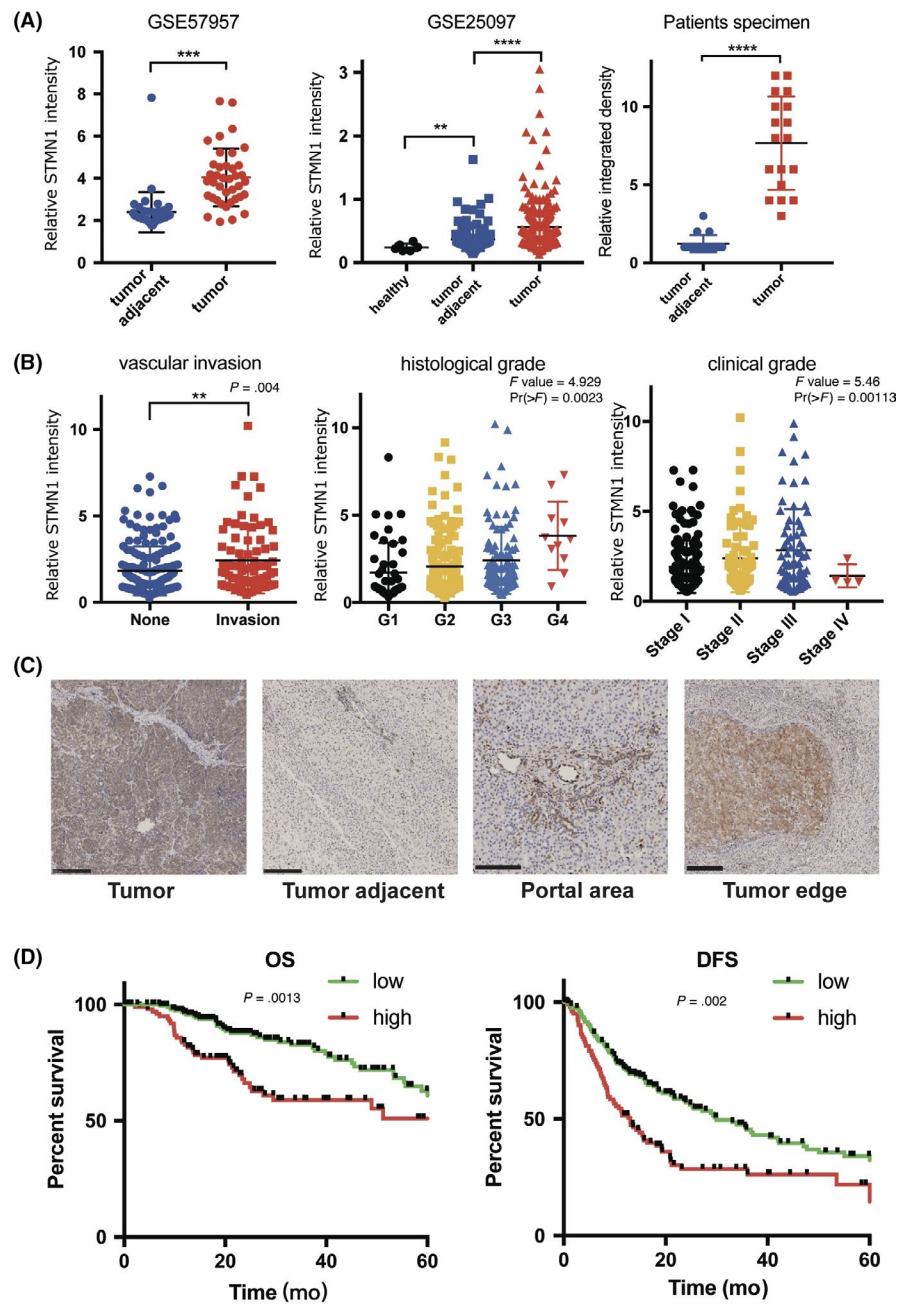 (A)
GSE57957
GSE25097
Patients specimen
Relative STMN1 intensity
10
8
6
4
2
0
***
tumor
adjacent
tumor
Relative STMN1 intensity
3
2
1
0
**
****
healthy
tumor
adjacent
tumor
Relative integrated density
10
5
0
****
tumor
adjacent
tumor
(B)
vascular invasion
P = .004
**
Relative STMN1 intensity
10
5
0
None
Invasion
histological grade
F value = 4.929
Pr(>F) = 0.0023
Relative STMN1 intensity
10
5
0
G1
G2
G3
G4
clinical grade
F value = 5.46
Pr(>F) = 0.00113
Relative STMN1 intensity
10
5
0
Stage I
Stage II
Stage III
Stage IV
(C)
Tumor
Tumor adjacent
Portal area
Tumor edge
(D)
OS
P = .0013
low
high
Percent survival
100
50
0
0
20
40
60
Time (mo)
DFS
P = .002
low
high
Percent survival
100
50
0
0
20
40
60
Time (mo)